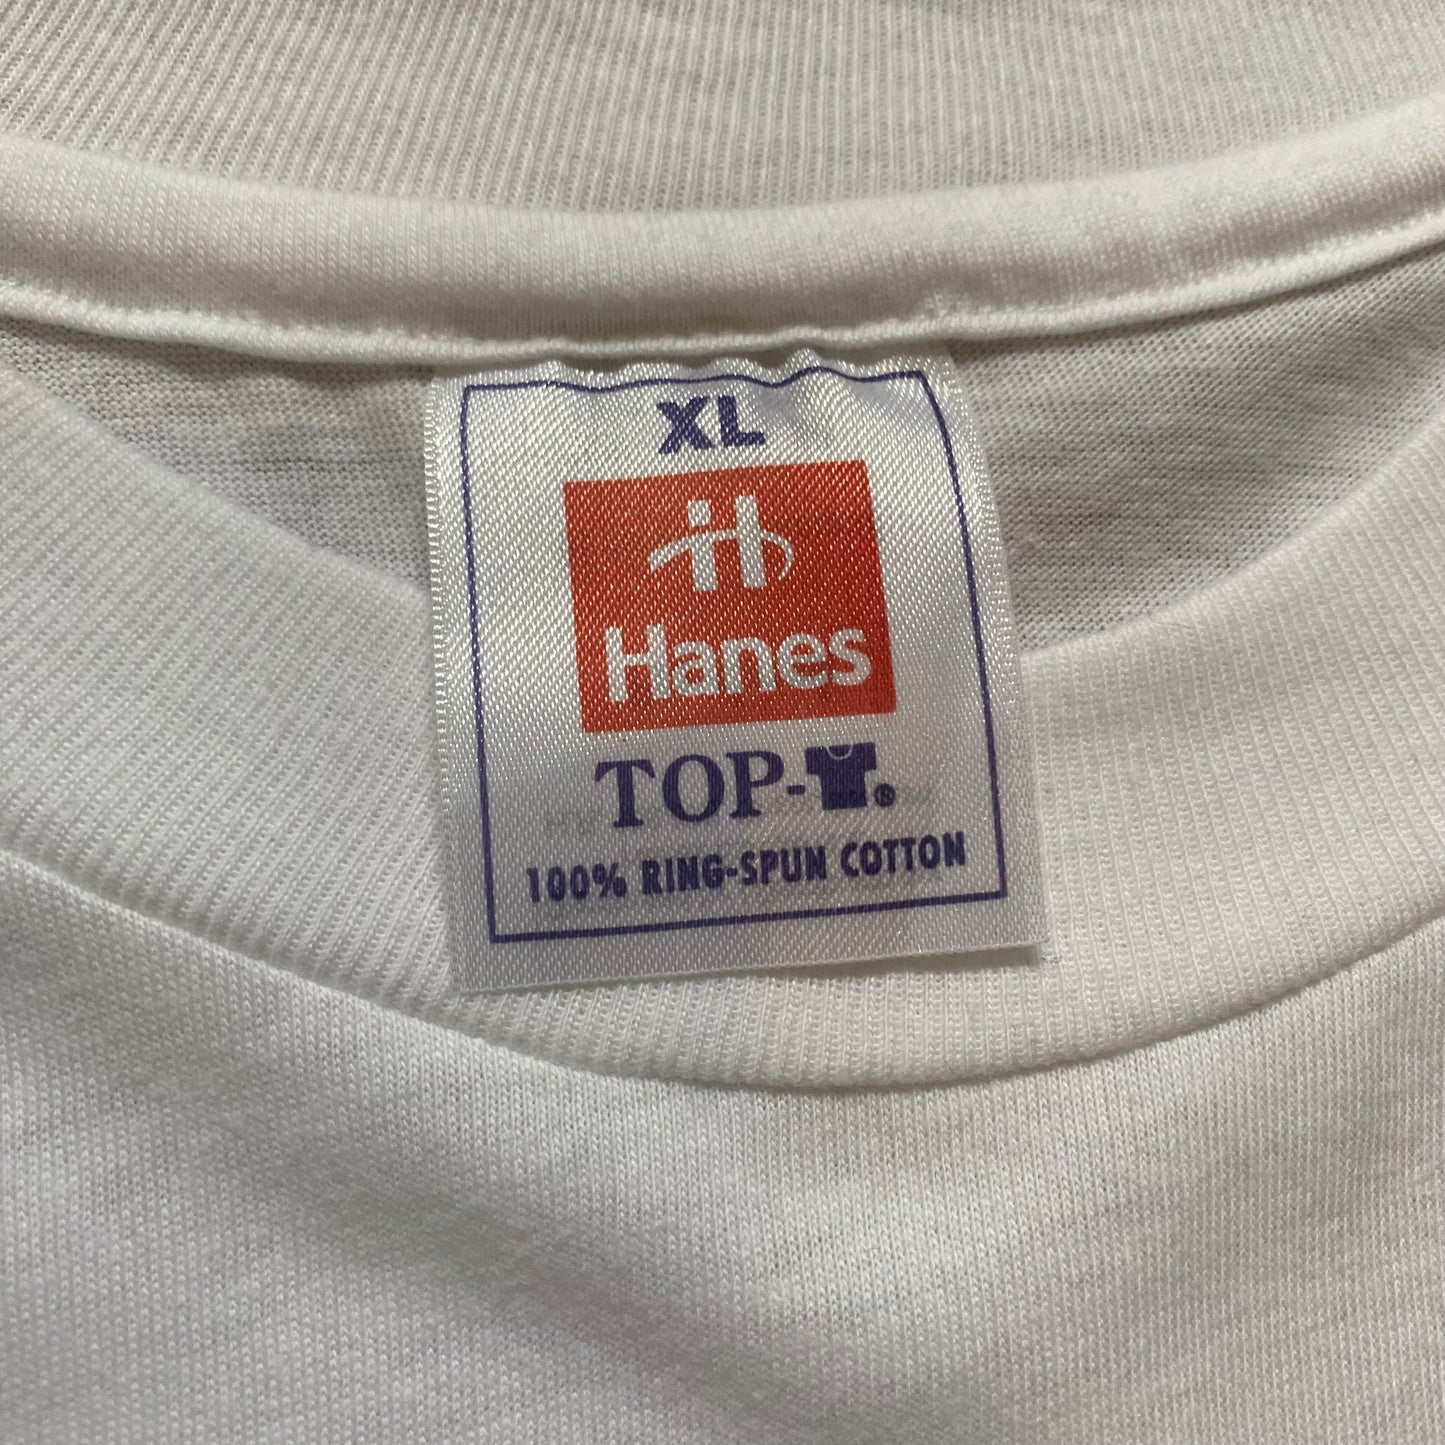 XL
Hanes
TOP-®
100% RING-SPUN COTTON